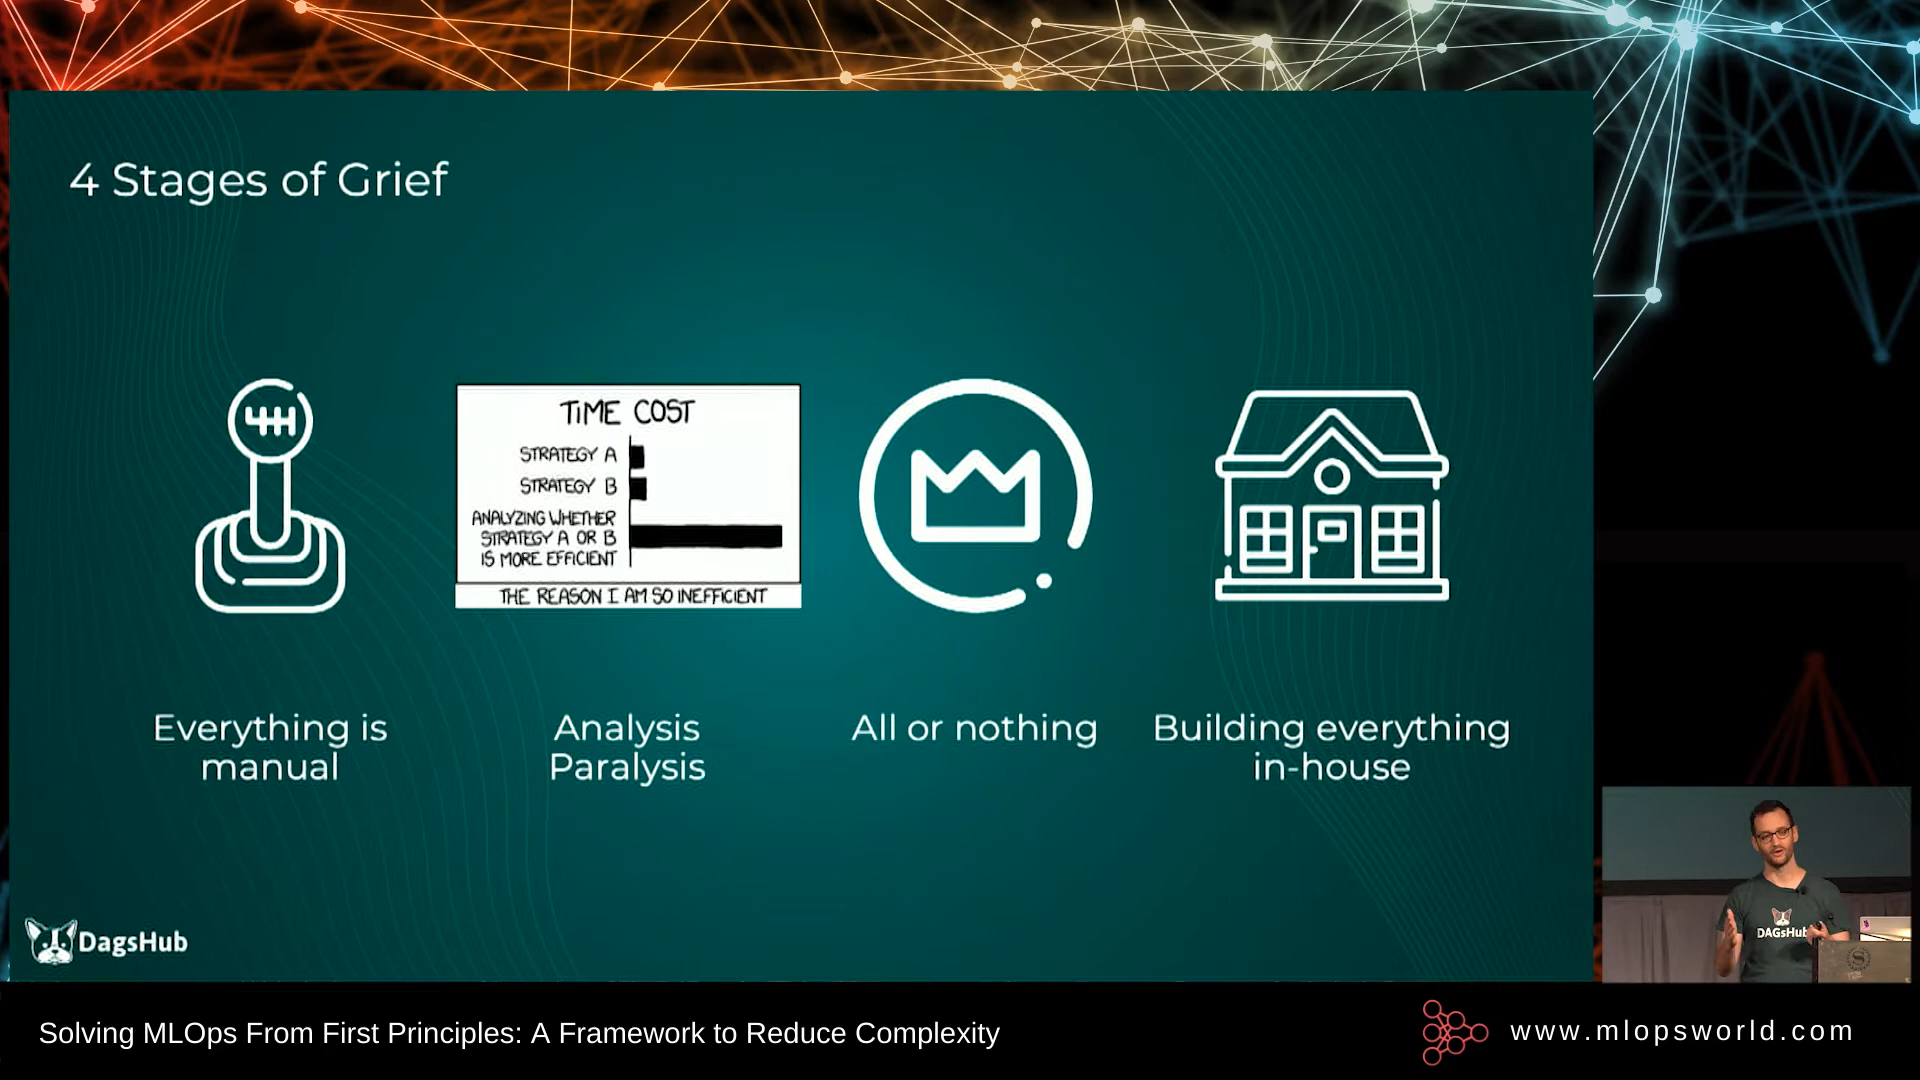 4 Stages of Grief
TIME COST
STRATEGY A
STRATEGY B
ANALYZING WHETHER
STRATEGY A OR B
IS MORE EFFICIENT
THE REASON I AM SO INEFFICIENT
Everything is
manual
Analysis
Paralysis
All or nothing
Building everything
in-house
DagsHub
DAGsHub
Solving MLOps From First Principles: A Framework to Reduce Complexity
www.mlopsworld.com